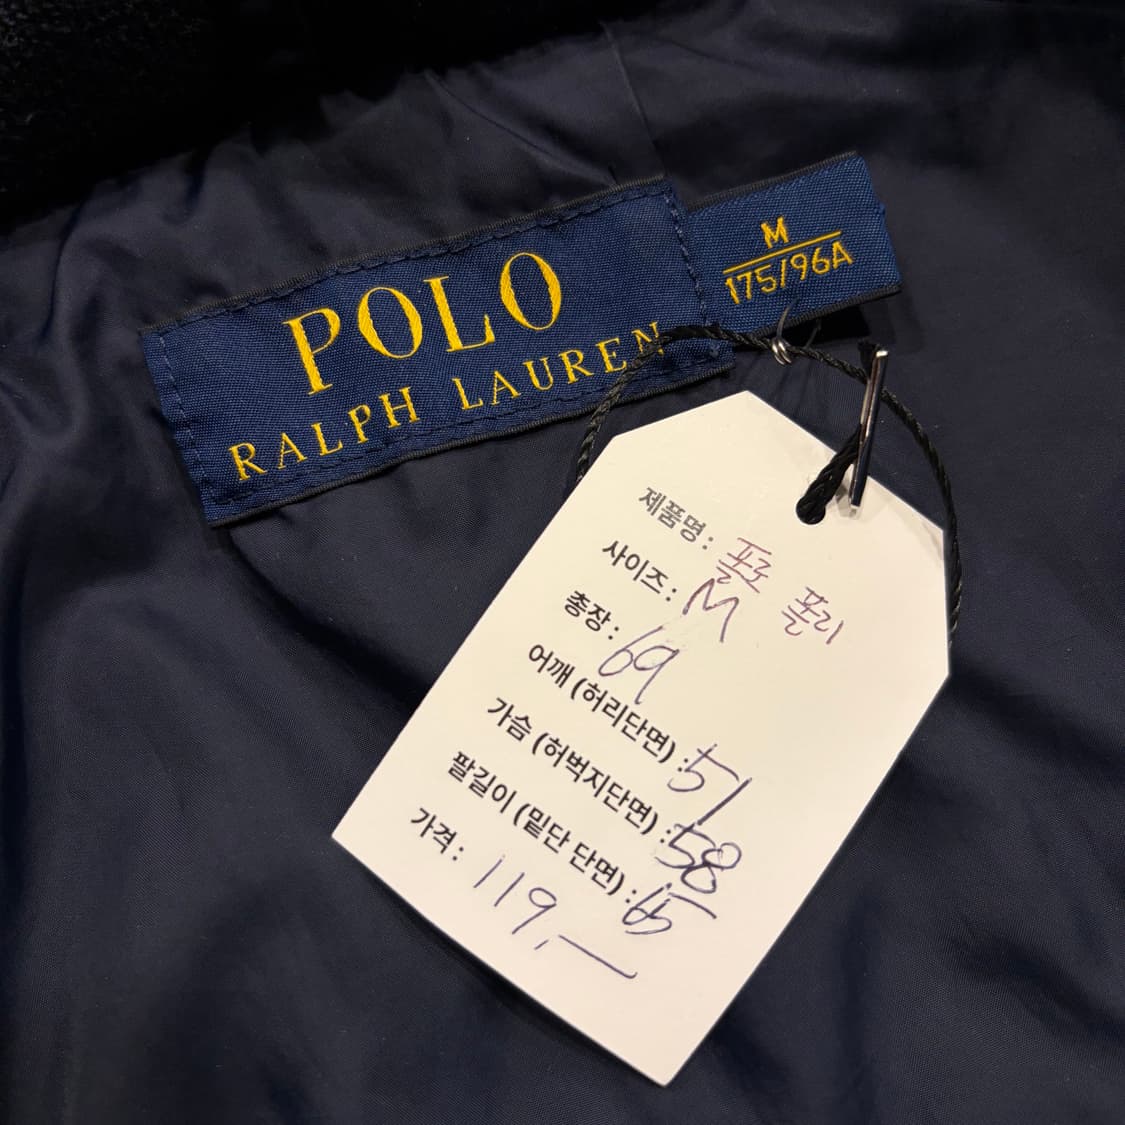 POLO
RALPH LAUREN
M
175/96A
제품명: 폴로 폴리
사이즈: M
총장: 69
어깨 (허리단면) : 51
가슴 (허벅지단면) : 58
팔길이 (밑단 단면) : 65
가격: 119,—